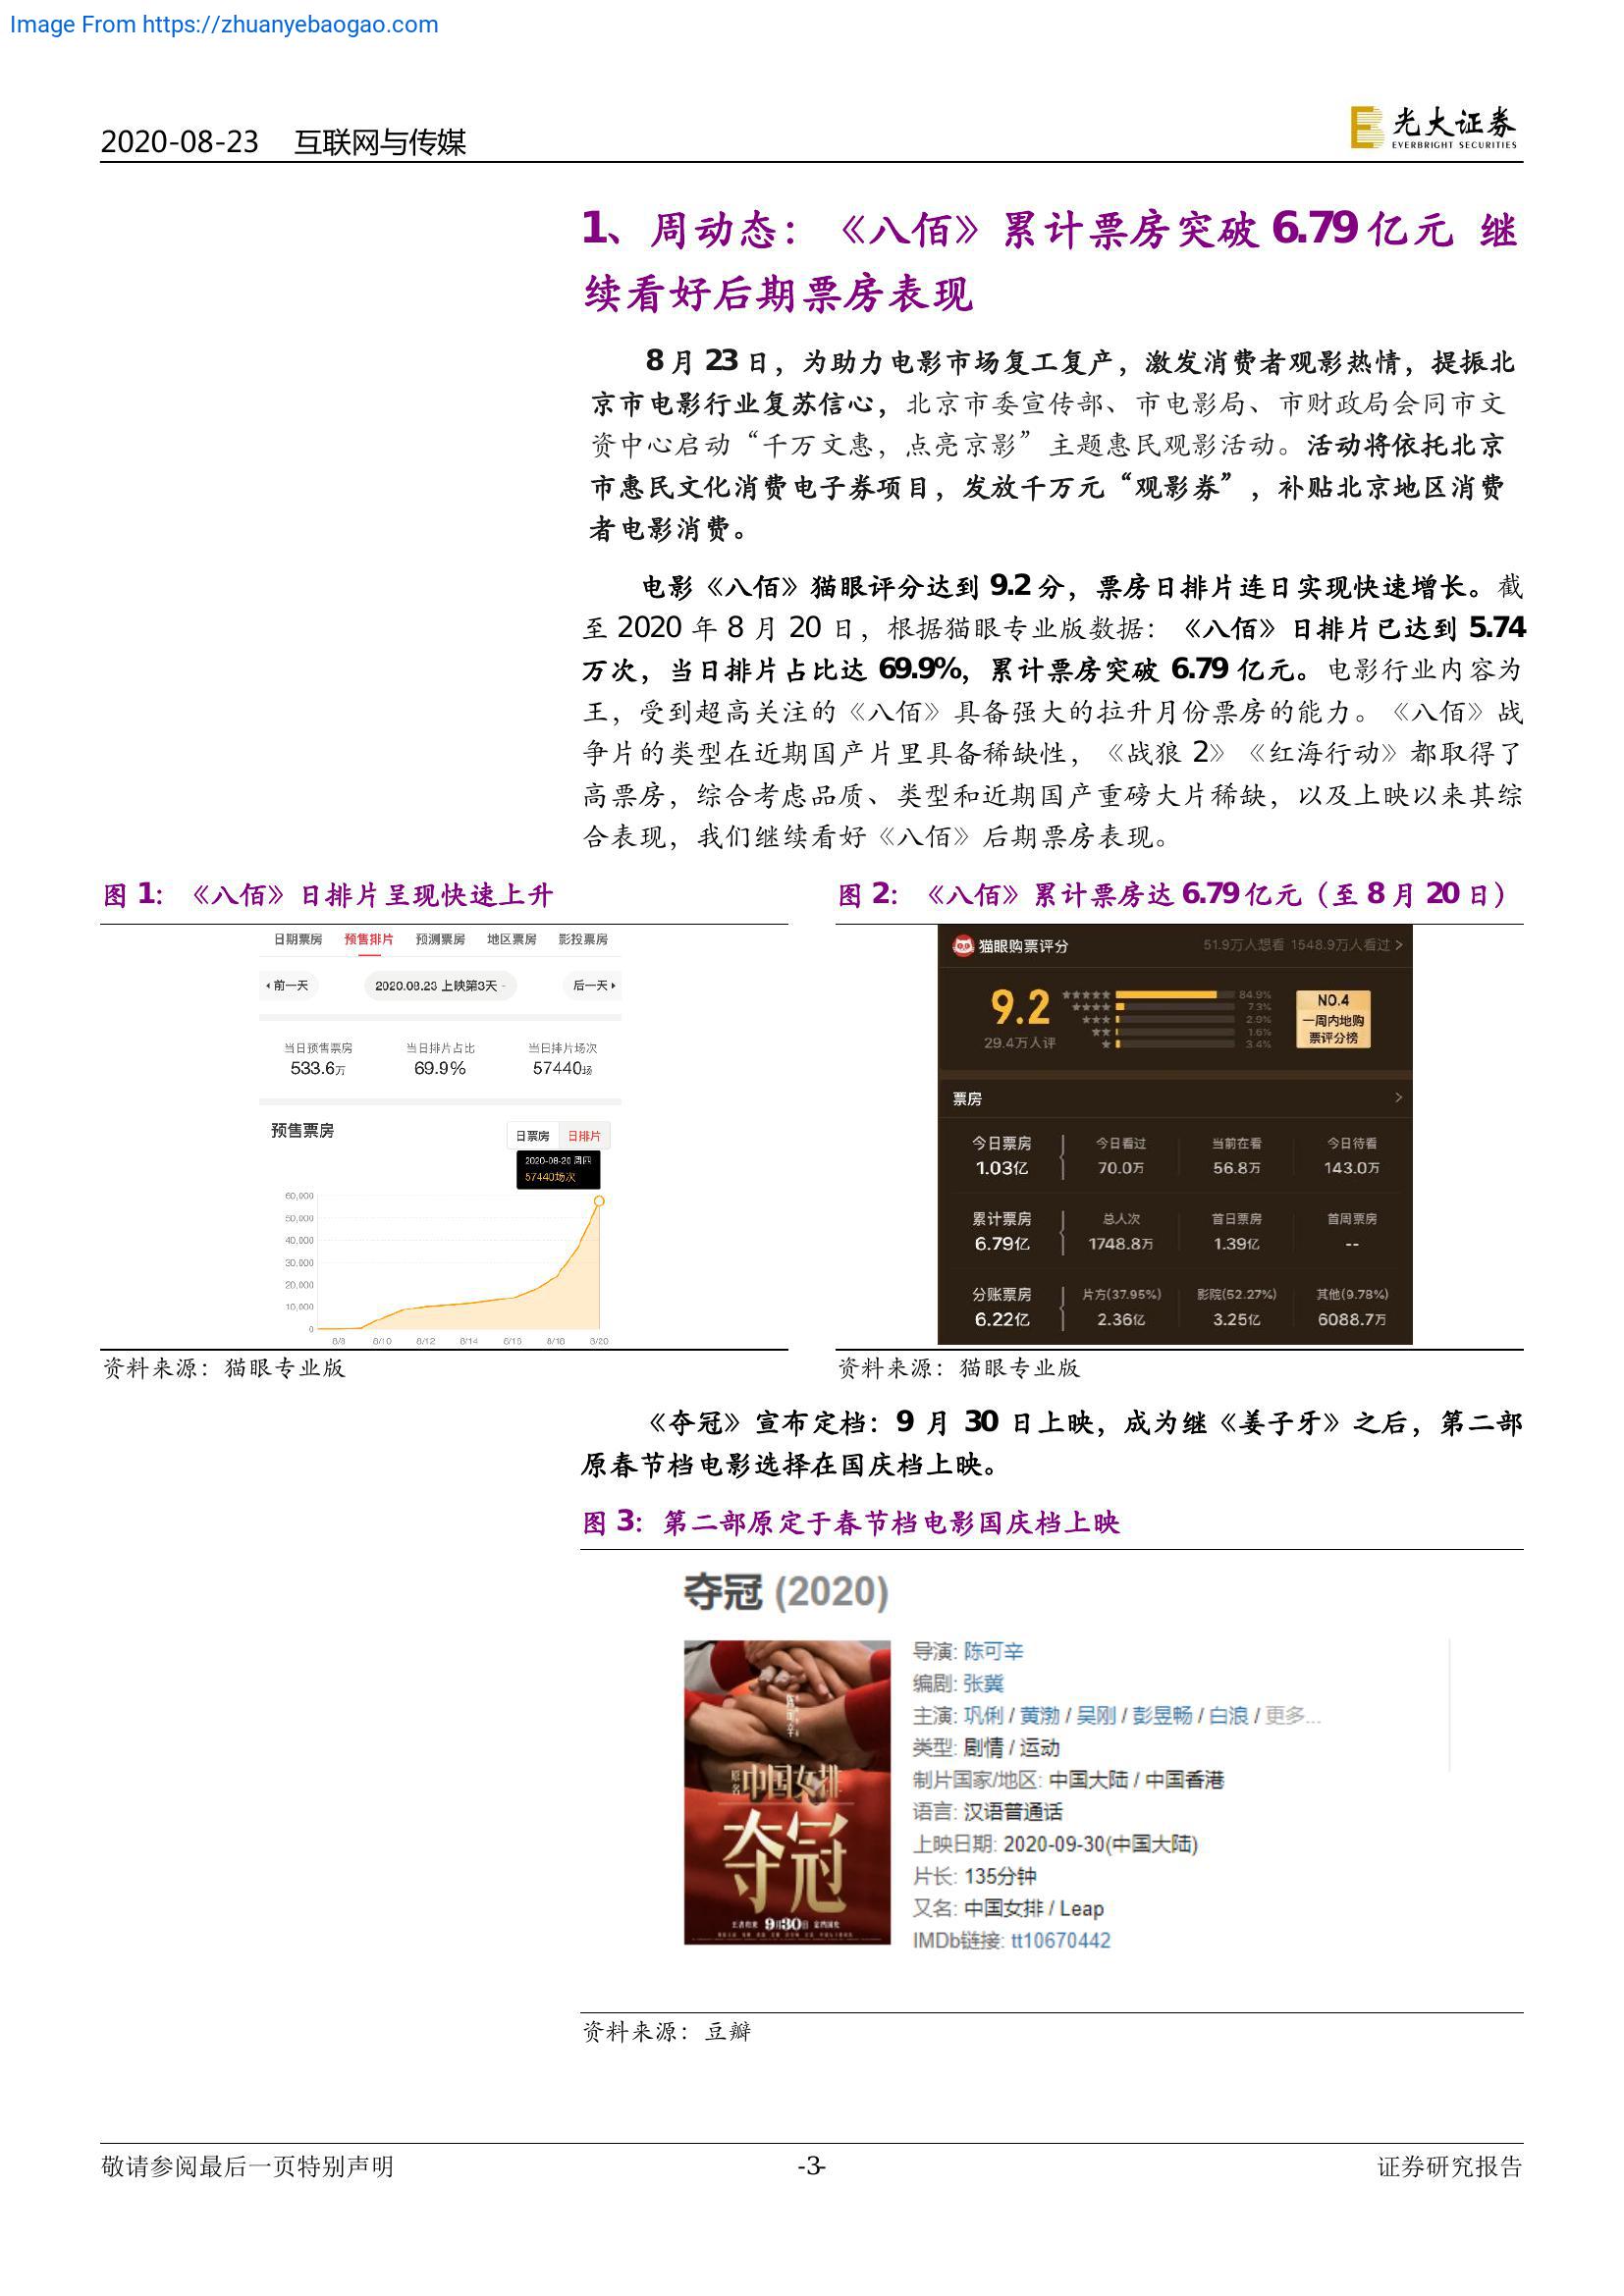 Image From https://zhuanyebaogao.com
2020-08-23 互联网与传媒
光大证券
EVERBRIGHT SECURITIES
1、周动态：《八佰》累计票房突破 6.79 亿元 继
续看好后期票房表现
8 月 23 日，为助力电影市场复工复产，激发消费者观影热情，提振北
京市电影行业复苏信心，北京市委宣传部、市电影局、市财政局会同市文
资中心启动“千万文惠，点亮京影”主题惠民观影活动。活动将依托北京
市惠民文化消费电子券项目，发放千万元“观影券”，补贴北京地区消费
者电影消费。
电影《八佰》猫眼评分达到 9.2 分，票房日排片连日实现快速增长。截
至 2020 年 8 月 20 日，根据猫眼专业版数据：《八佰》日排片已达到 5.74
万次，当日排片占比达 69.9%，累计票房突破 6.79 亿元。电影行业内容为
王，受到超高关注的《八佰》具备强大的拉升月份票房的能力。《八佰》战
争片的类型在近期国产片里具备稀缺性，《战狼 2》《红海行动》都取得了
高票房，综合考虑品质、类型和近期国产重磅大片稀缺，以及上映以来其综
合表现，我们继续看好《八佰》后期票房表现。
图 1：《八佰》日排片呈现快速上升
日期票房 预售排片 预测票房 地区票房 影投票房
前一天 2020.08.23 上映第3天 后一天
当日预售票房 当日排片占比 当日排片场次
533.6万 69.9% 57440场
预售票房
日票房 日排片
2020-08-20 周四
57440场次
60,000
50,000
40,000
30,000
20,000
10,000
0
8/8 8/10 8/12 8/14 8/16 8/18 8/20
资料来源：猫眼专业版
图 2：《八佰》累计票房达 6.79 亿元（至 8 月 20 日）
猫眼购票评分 51.9万人想看 1548.9万人看过 >
9.2
29.4万人评
★★★★★ 84.9%
★★★★ 7.3%
★★★ 2.9%
★★ 1.6%
★ 3.4%
NO.4
一周内地购
票评分榜
票房 >
今日票房 今日看过 当前在看 今日待看
1.03亿 70.0万 56.8万 143.0万
累计票房 总人次 首日票房 首周票房
6.79亿 1748.8万 1.39亿 --
分账票房 片方(37.95%) 影院(52.27%) 其他(9.78%)
6.22亿 2.36亿 3.25亿 6088.7万
资料来源：猫眼专业版
《夺冠》宣布定档：9 月 30 日上映，成为继《姜子牙》之后，第二部
原春节档电影选择在国庆档上映。
图 3：第二部原定于春节档电影国庆档上映
夺冠 (2020)
陈可辛
原名 中国女排
夺冠
9月30日
导演: 陈可辛
编剧: 张冀
主演: 巩俐 / 黄渤 / 吴刚 / 彭昱畅 / 白浪 / 更多...
类型: 剧情 / 运动
制片国家/地区: 中国大陆 / 中国香港
语言: 汉语普通话
上映日期: 2020-09-30(中国大陆)
片长: 135分钟
又名: 中国女排 / Leap
IMDb链接: tt10670442
资料来源：豆瓣
敬请参阅最后一页特别声明 -3- 证券研究报告